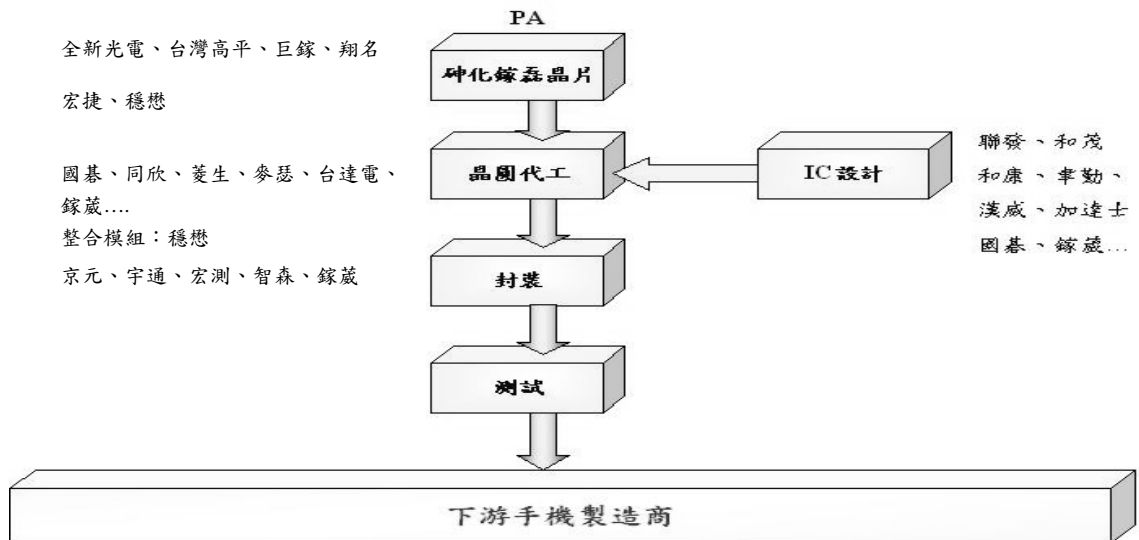 PA
全新光電、台灣高平、巨鎵、翔名
砷化鎵磊晶片
宏捷、穩懋
國碁、同欣、菱生、麥瑟、台達電、
鎵葳....
整合模組：穩懋
晶圓代工
IC設計
聯發、和茂
和康、聿勤、
漢威、加達士
國碁、鎵葳...
京元、宇通、宏測、智森、鎵葳
封裝
測試
下游手機製造商